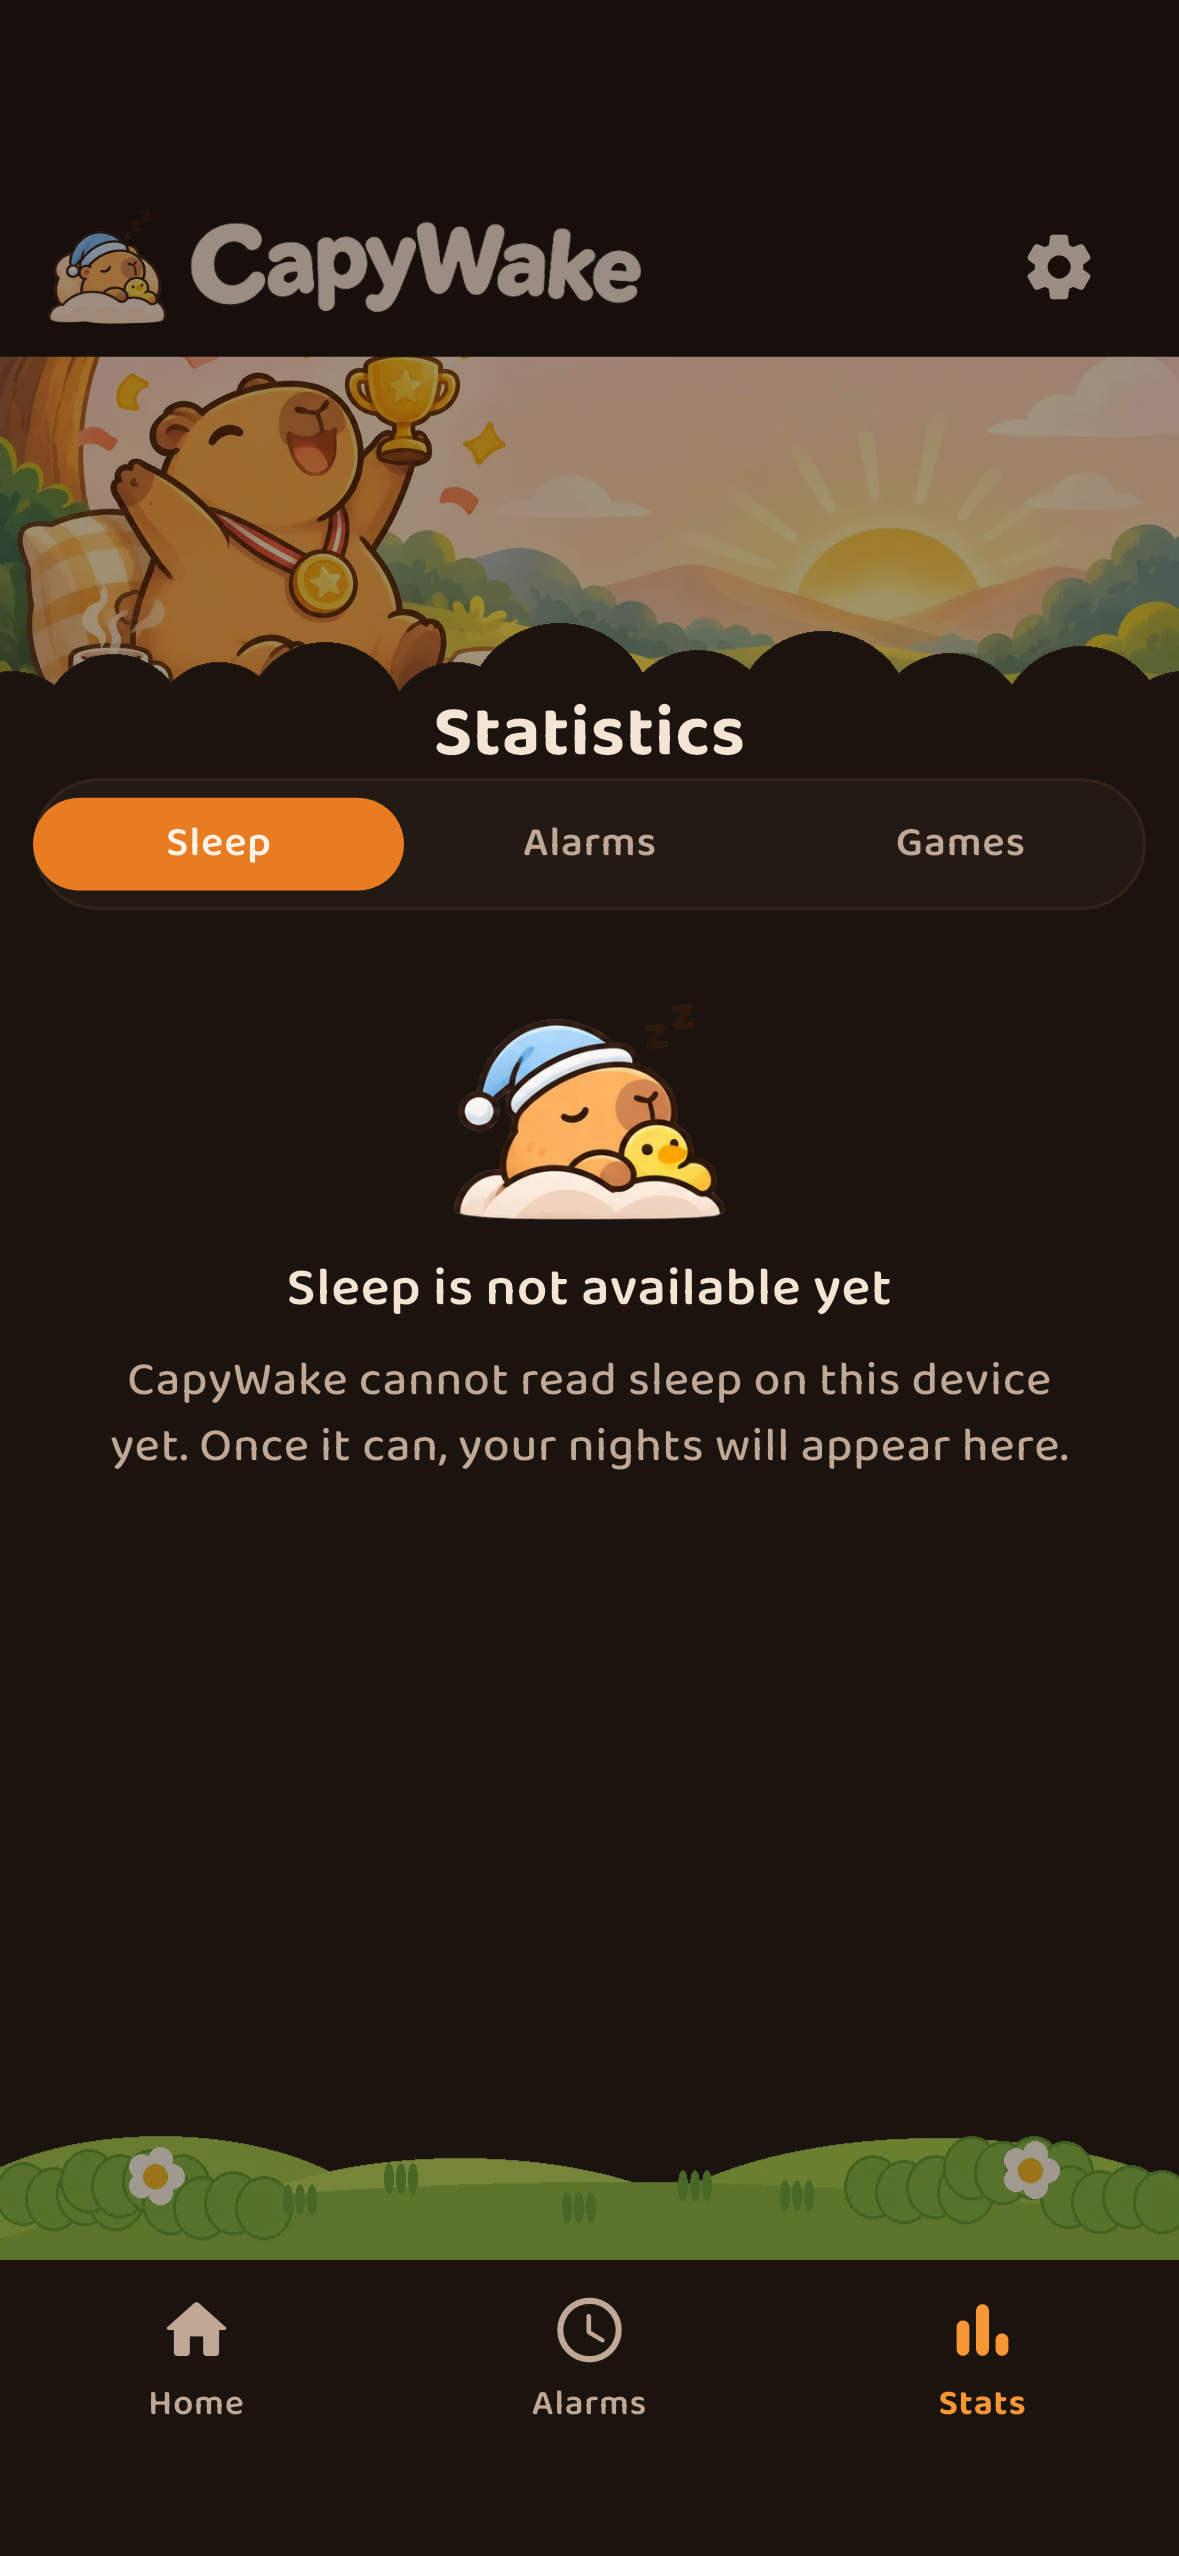 CapyWake
Statistics
Sleep
Alarms
Games
z z
Sleep is not available yet
CapyWake cannot read sleep on this device
yet. Once it can, your nights will appear here.
Home
Alarms
Stats